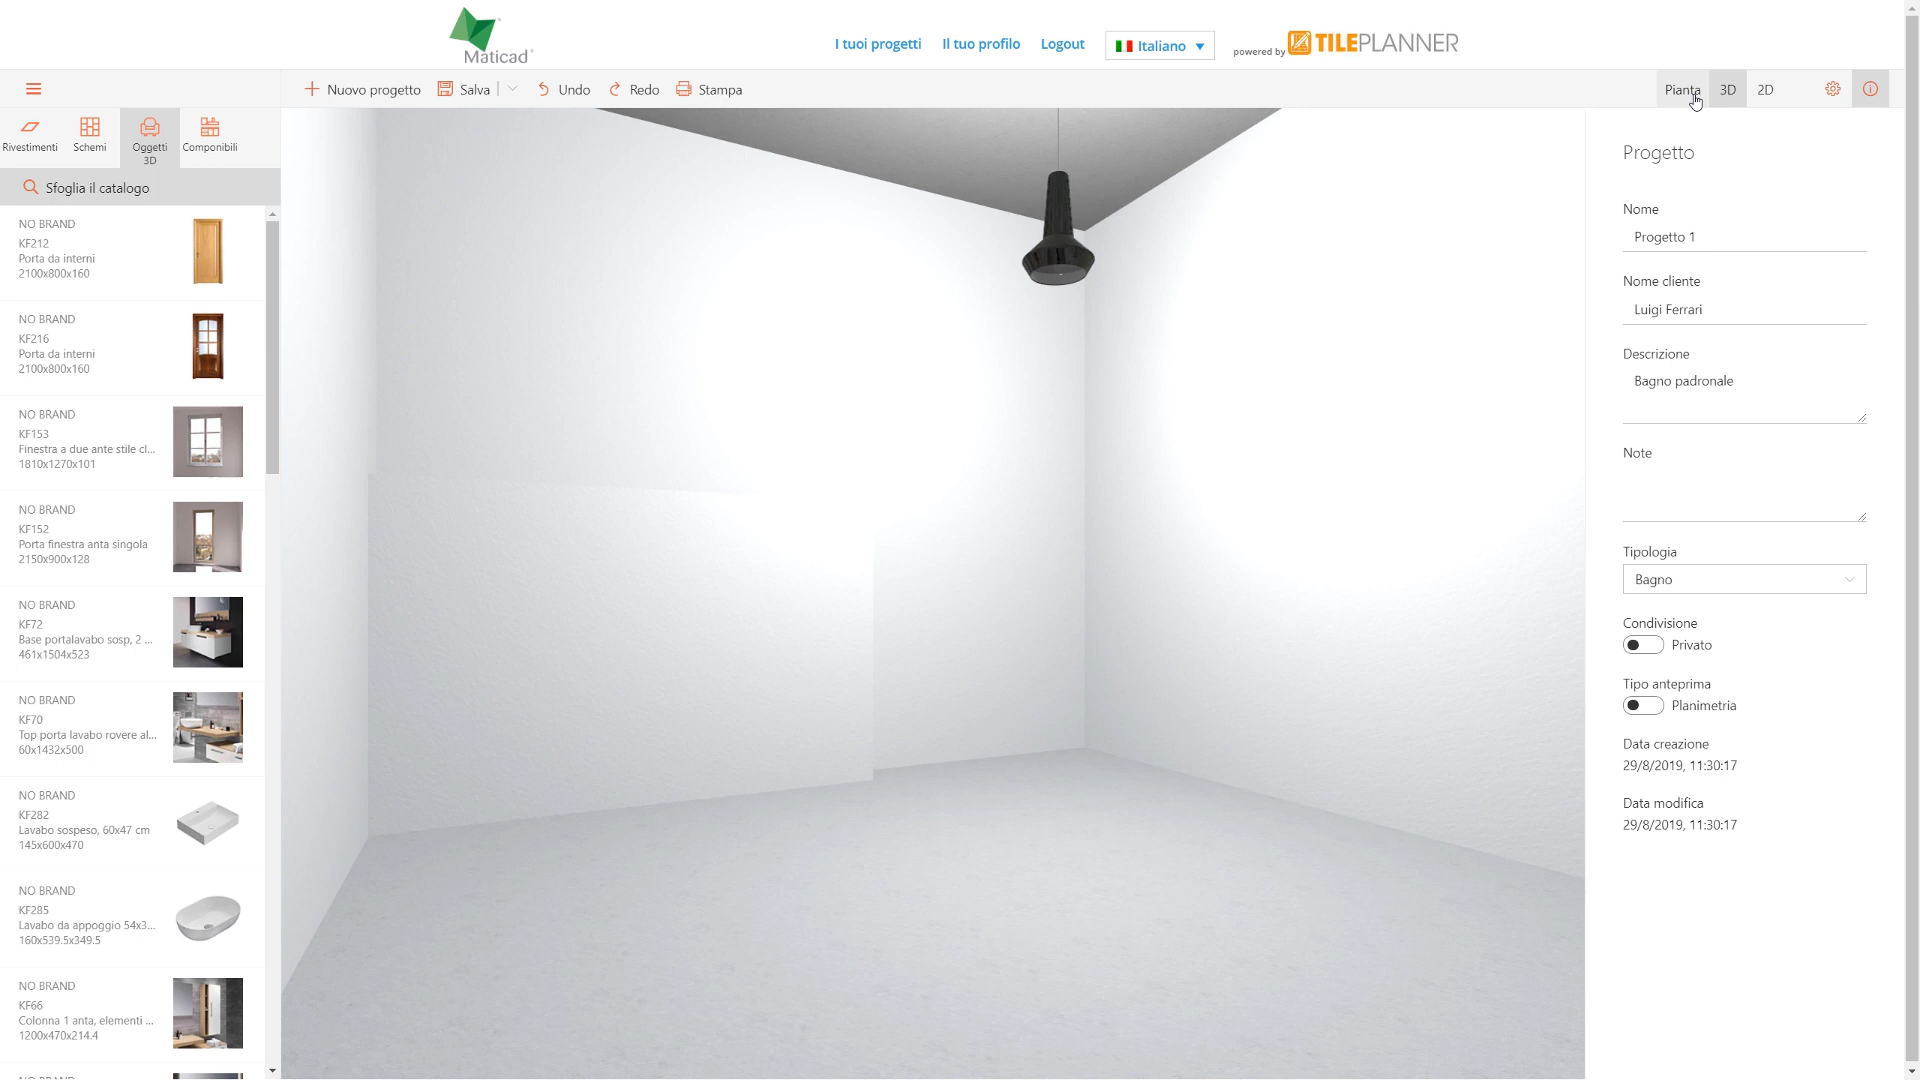 Maticad
I tuoi progetti
Il tuo profilo
Logout
Italiano
powered by TILEPLANNER
Nuovo progetto
Salva
Undo
Redo
Stampa
Pianta
3D
2D
Rivestimenti
Schemi
Oggetti
3D
Componibili
Sfoglia il catalogo
NO BRAND
KF212
Porta da interni
2100x800x160
NO BRAND
KF216
Porta da interni
2100x800x160
NO BRAND
KF153
Finestra a due ante stile cl...
1810x1270x101
NO BRAND
KF152
Porta finestra anta singola
2150x900x128
NO BRAND
KF72
Base portalavabo sosp, 2 ...
461x1504x523
NO BRAND
KF70
Top porta lavabo rovere al...
60x1432x500
NO BRAND
KF282
Lavabo sospeso, 60x47 cm
145x600x470
NO BRAND
KF285
Lavabo da appoggio 54x3...
160x539.5x349.5
NO BRAND
KF66
Colonna 1 anta, elementi ...
1200x470x214.4
Progetto
Nome
Progetto 1
Nome cliente
Luigi Ferrari
Descrizione
Bagno padronale
Note
Tipologia
Bagno
Condivisione
Privato
Tipo anteprima
Planimetria
Data creazione
29/8/2019, 11:30:17
Data modifica
29/8/2019, 11:30:17